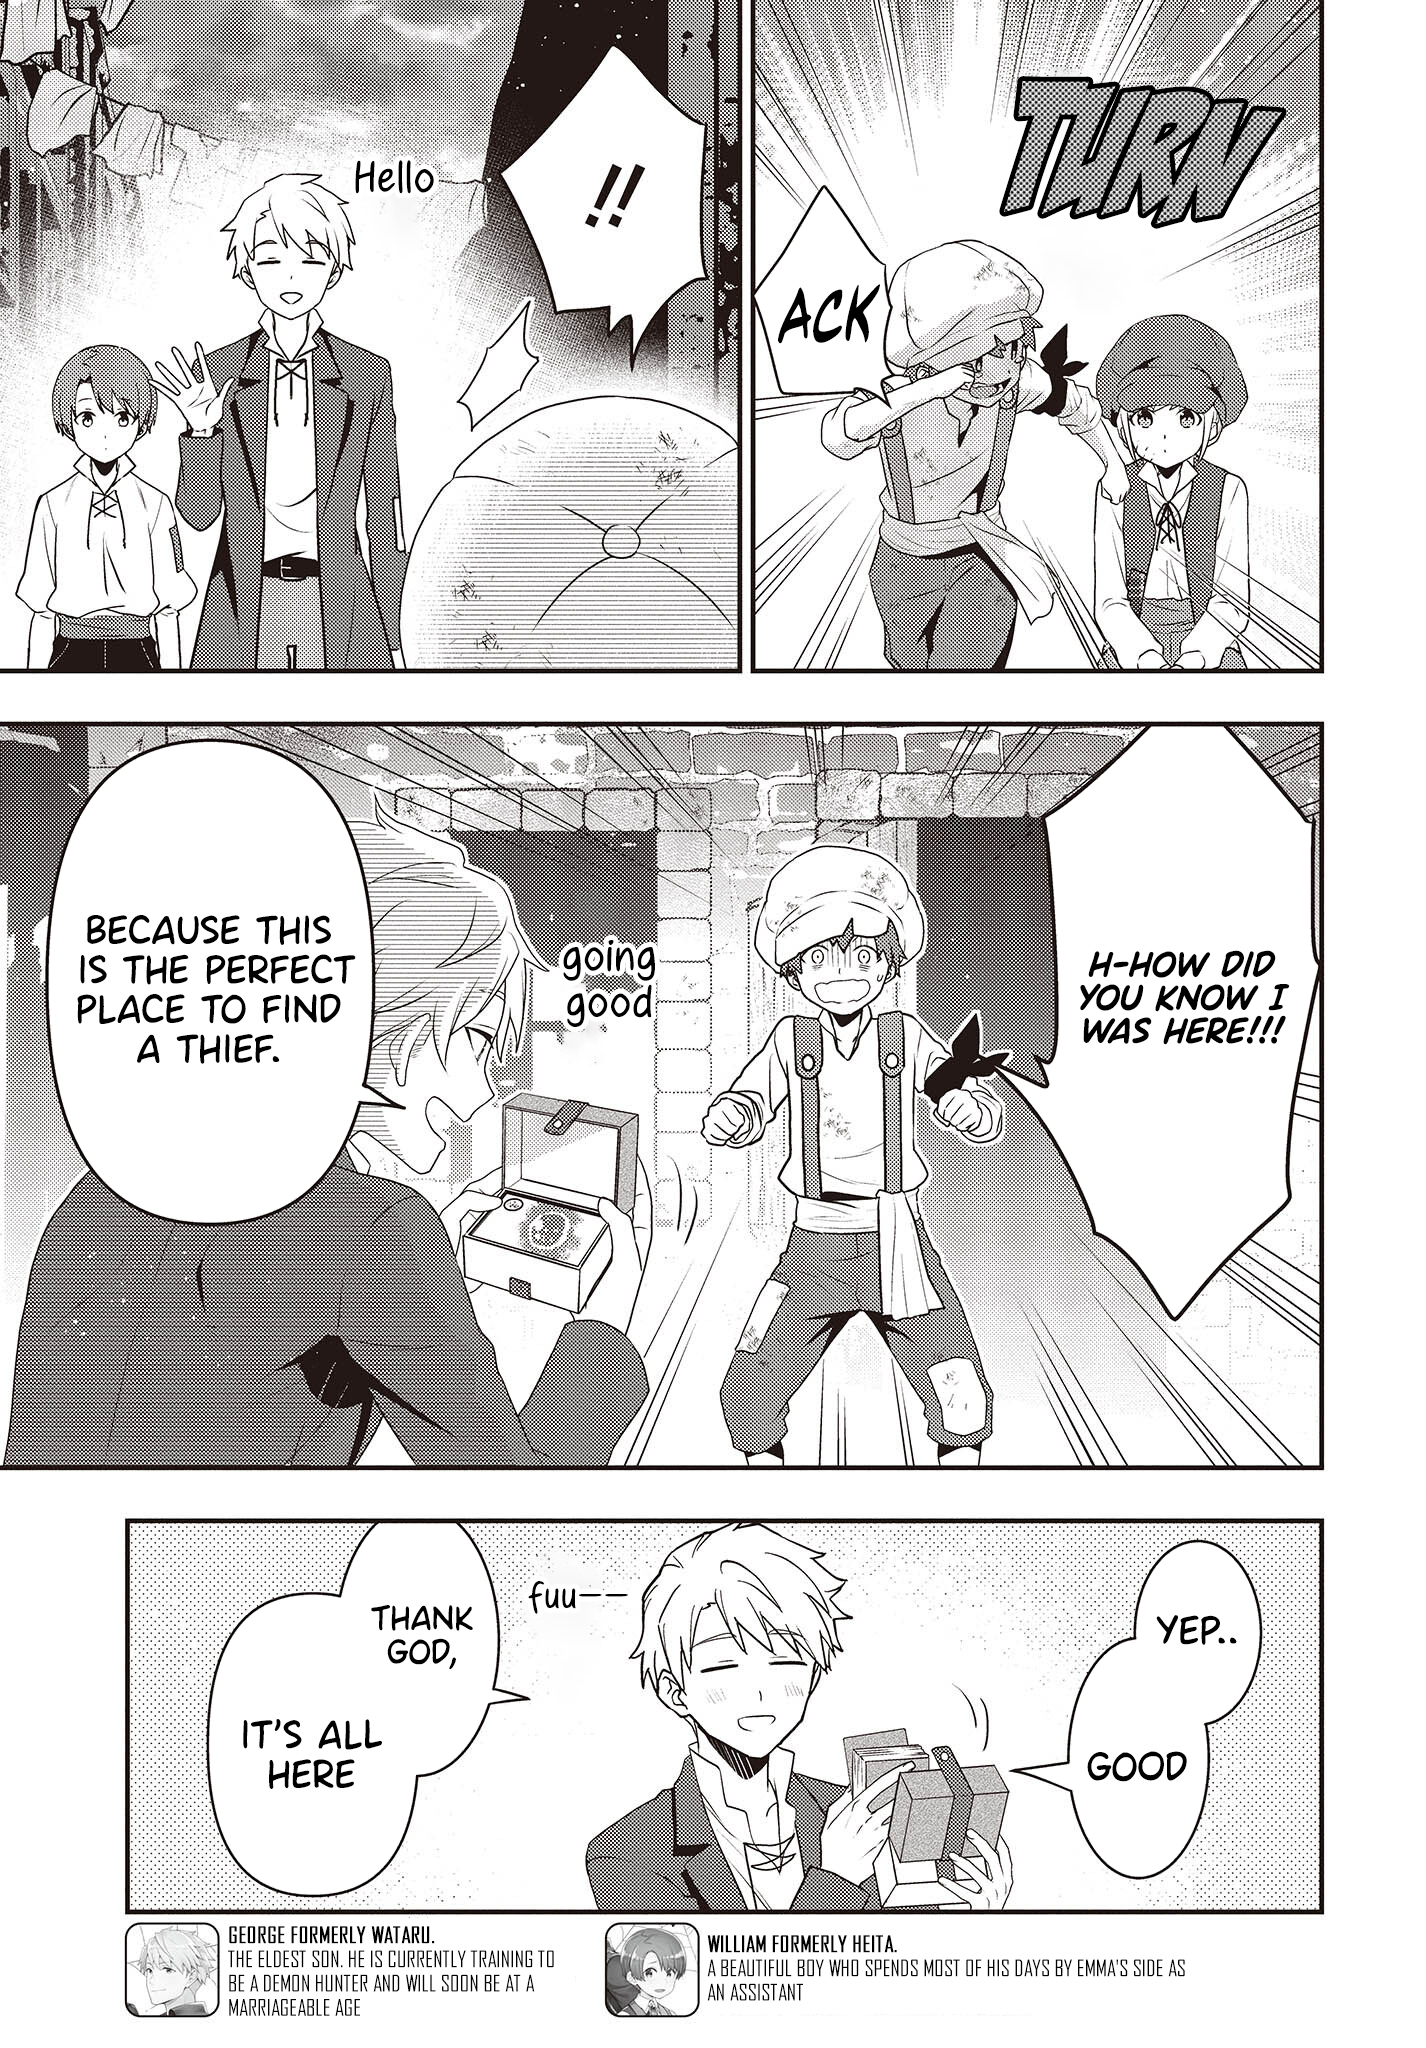 TURN
ACK
!!
Hello
H-HOW DID
YOU KNOW I
WAS HERE!!!
going
good
BECAUSE THIS
IS THE PERFECT
PLACE TO FIND
A THIEF.
YEP..
GOOD
fuu--
THANK
GOD,
IT'S ALL
HERE
GEORGE FORMERLY WATARU.
THE ELDEST SON. HE IS CURRENTLY TRAINING TO
BE A DEMON HUNTER AND WILL SOON BE AT A
MARRIAGEABLE AGE
WILLIAM FORMERLY HEITA.
A BEAUTIFUL BOY WHO SPENDS MOST OF HIS DAYS BY EMMA'S SIDE AS
AN ASSISTANT